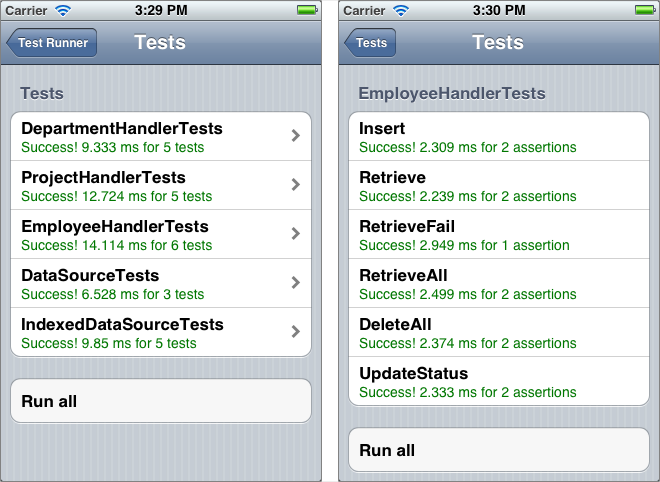 Carrier 3:29 PM
Test Runner Tests
Tests
DepartmentHandlerTests
Success! 9.333 ms for 5 tests
ProjectHandlerTests
Success! 12.724 ms for 5 tests
EmployeeHandlerTests
Success! 14.114 ms for 6 tests
DataSourceTests
Success! 6.528 ms for 3 tests
IndexedDataSourceTests
Success! 9.85 ms for 5 tests
Run all
Carrier 3:30 PM
Tests Tests
EmployeeHandlerTests
Insert
Success! 2.309 ms for 2 assertions
Retrieve
Success! 2.239 ms for 2 assertions
RetrieveFail
Success! 2.949 ms for 1 assertion
RetrieveAll
Success! 2.499 ms for 2 assertions
DeleteAll
Success! 2.374 ms for 2 assertions
UpdateStatus
Success! 2.333 ms for 2 assertions
Run all